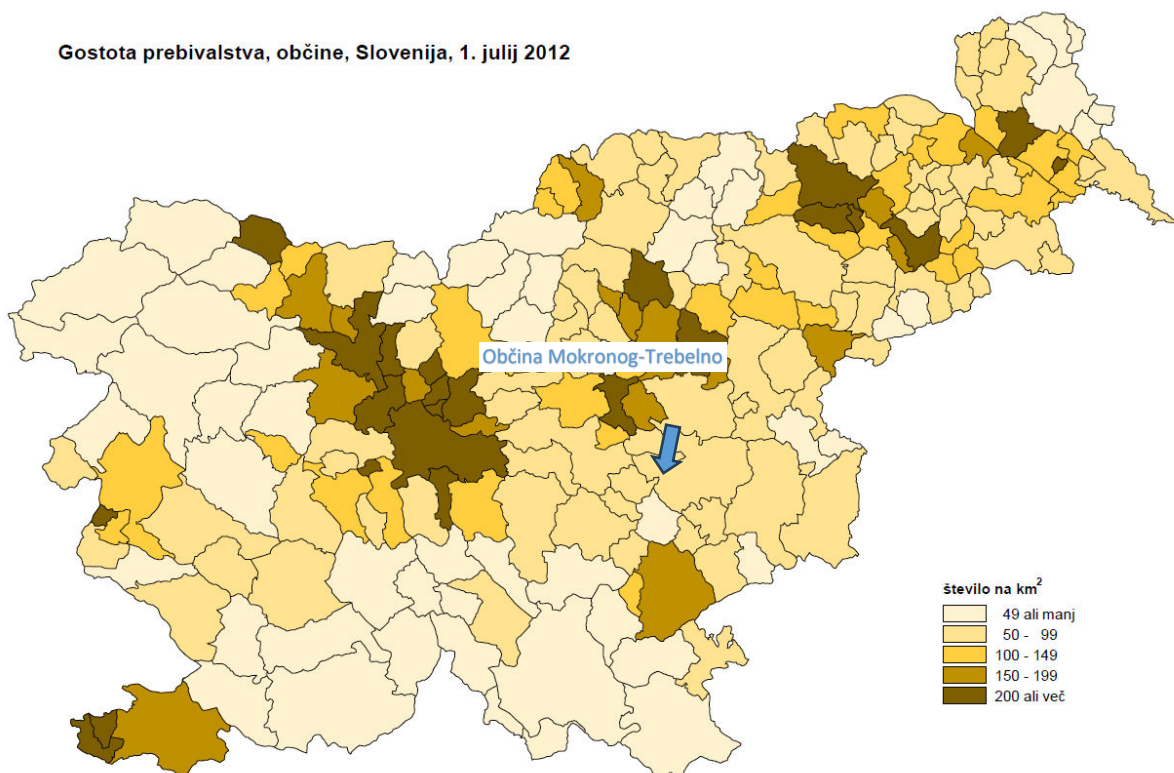 Gostota prebivalstva, občine, Slovenija, 1. julij 2012
Občina Mokronog-Trebelno
število na km²
49 ali manj
50 - 99
100 - 149
150 - 199
200 ali več